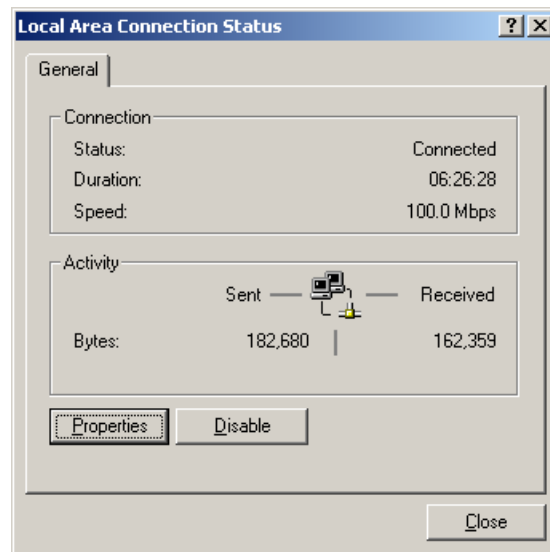 Local Area Connection Status
General
Connection
Status: Connected
Duration: 06:26:28
Speed: 100.0 Mbps
Activity
Sent Received
Bytes: 182,680 162,359
Properties Disable
Close